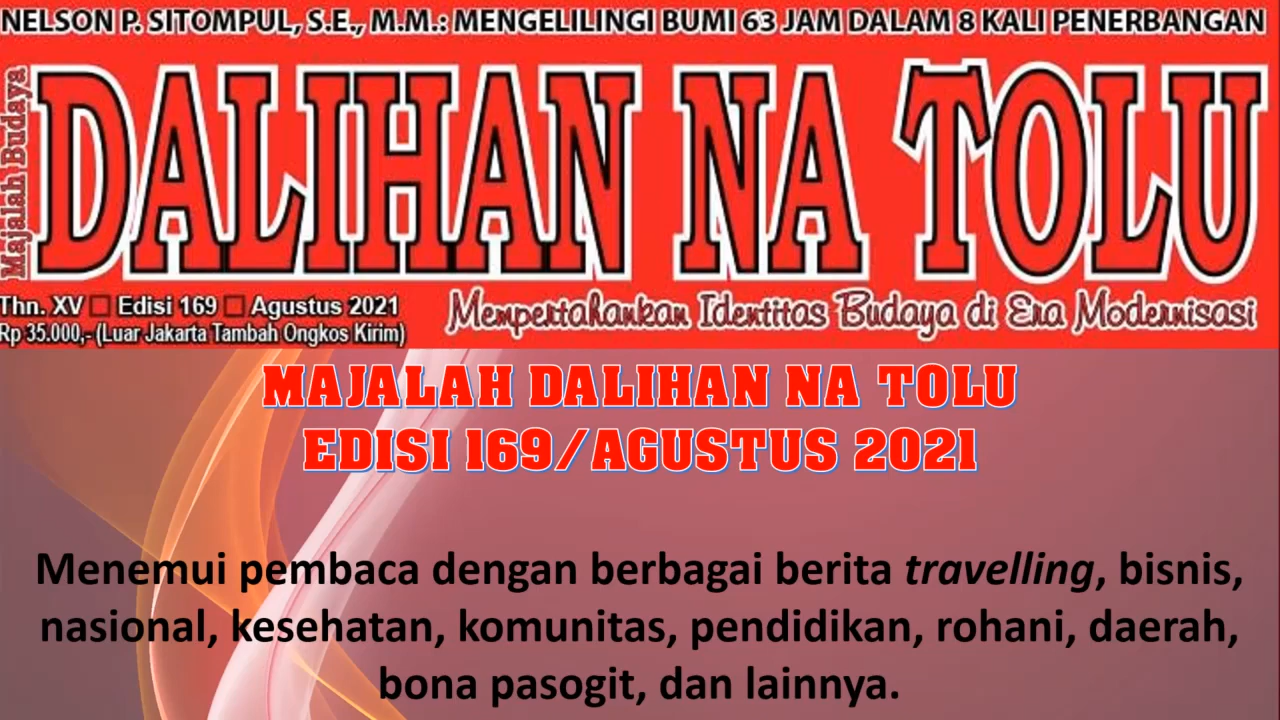 NELSON P. SITOMPUL, S.E., M.M.: MENGELILINGI BUMI 63 JAM DALAM 8 KALI PENERBANGAN
Majalah Budaya
DALIHAN NA TOLU
Thn. XV □ Edisi 169 □ Agustus 2021
Rp 35.000,- (Luar Jakarta Tambah Ongkos Kirim)
Mempertahankan Identitas Budaya di Era Modernisasi
MAJALAH DALIHAN NA TOLU
EDISI 169/AGUSTUS 2021
Menemui pembaca dengan berbagai berita travelling, bisnis,
nasional, kesehatan, komunitas, pendidikan, rohani, daerah,
bona pasogit, dan lainnya.